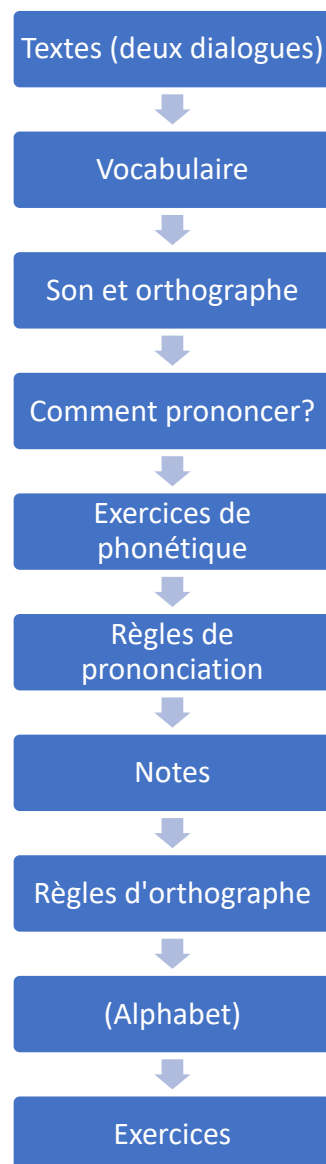 Textes (deux dialogues)
Vocabulaire
Son et orthographe
Comment prononcer?
Exercices de
phonétique
Règles de
prononciation
Notes
Règles d'orthographe
(Alphabet)
Exercices